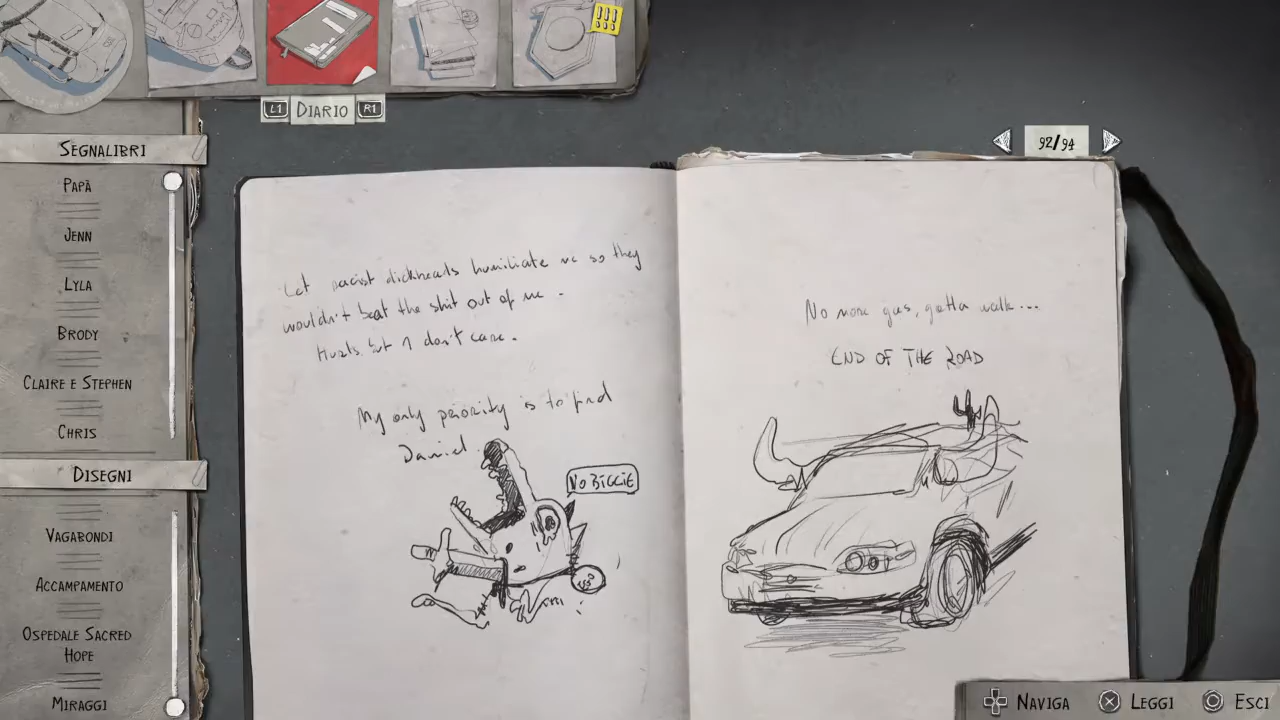 L1 DIARIO R1
SEGNALIBRI
PAPÀ
JENN
LYLA
BRODY
CLAIRE E STEPHEN
CHRIS
DISEGNI
VAGABONDI
ACCAMPAMENTO
OSPEDALE SACRED
HOPE
MIRAGGI
Let racist dickheads humiliate me so they
wouldn't beat the shit out of me.
Hurts, but I don't care.
My only priority is to find
Daniel.
NO BIGGIE
92/94
No more gas, gotta walk...
END OF THE ROAD
NAVIGA LEGGI ESCI